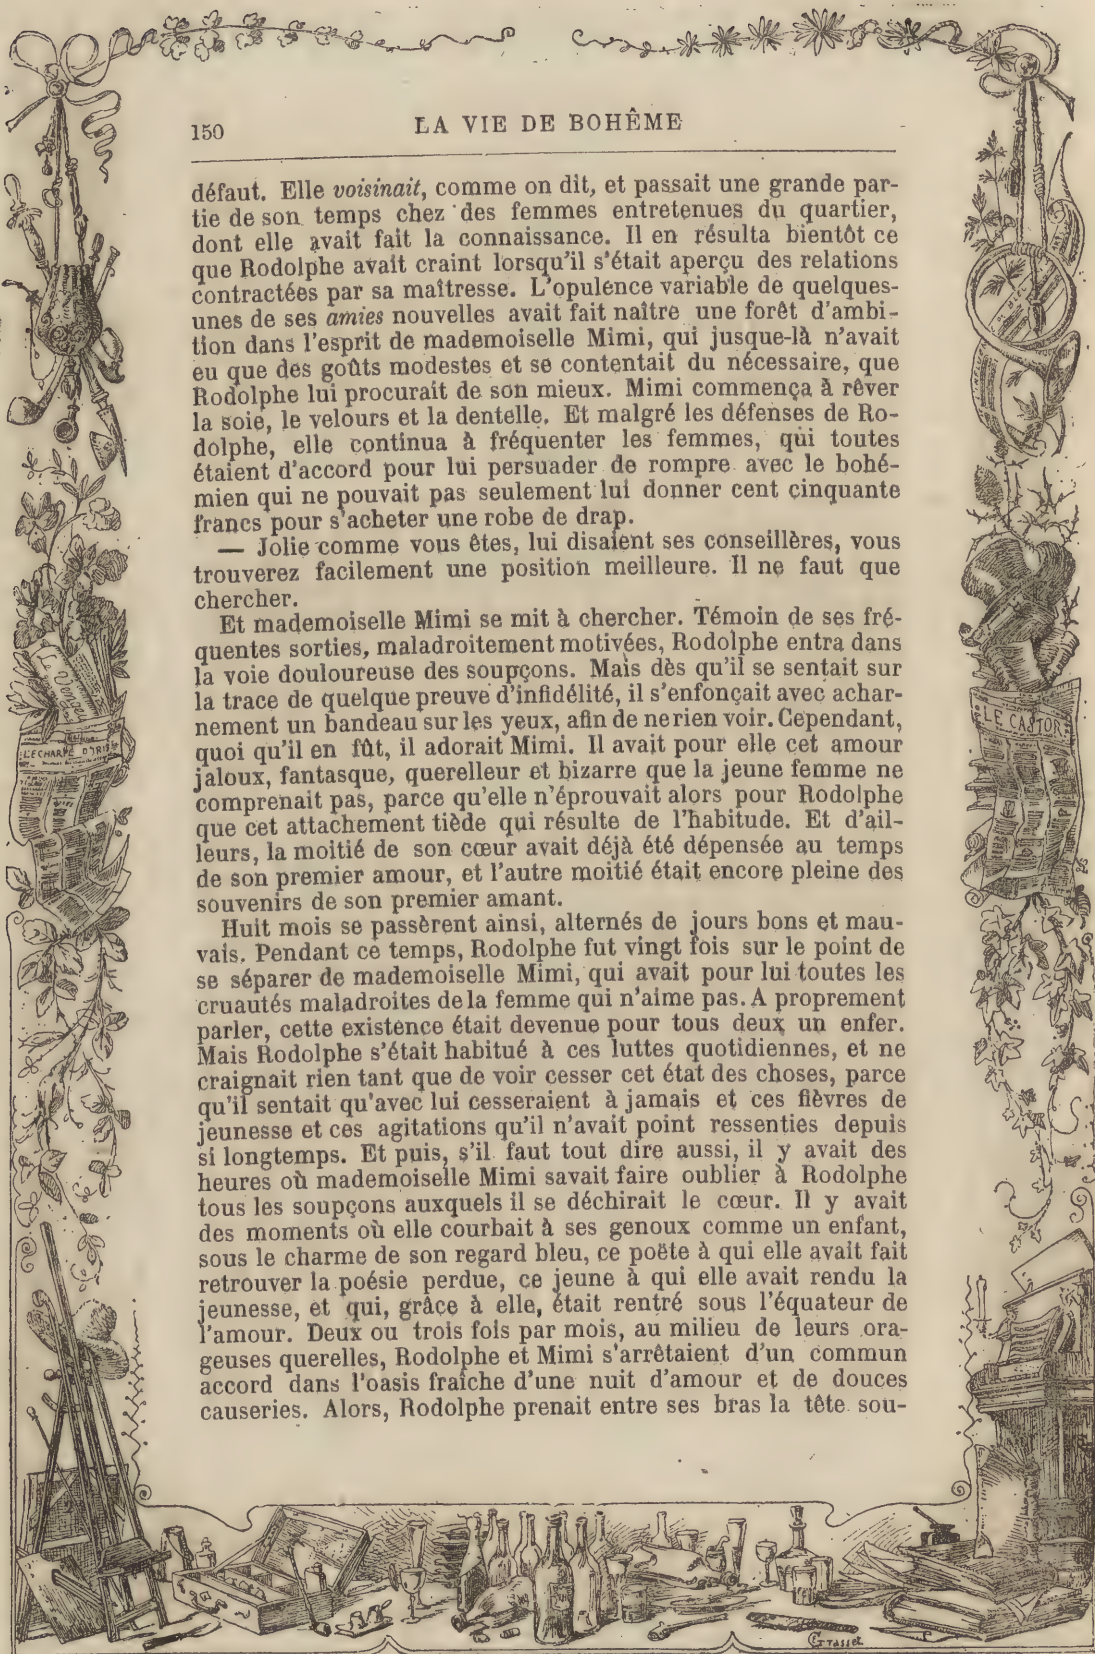 150
LA VIE DE BOHÊME
défaut. Elle voisinait, comme on dit, et passait une grande par-
tie de son temps chez des femmes entretenues du quartier,
dont elle avait fait la connaissance. Il en résulta bientôt ce
que Rodolphe avait craint lorsqu'il s'était aperçu des relations
contractées par sa maîtresse. L'opulence variable de quelques-
unes de ses amies nouvelles avait fait naître une forêt d'ambi-
tion dans l'esprit de mademoiselle Mimi, qui jusque-là n'avait
eu que des goûts modestes et se contentait du nécessaire, que
Rodolphe lui procurait de son mieux. Mimi commença à rêver
la soie, le velours et la dentelle. Et malgré les défenses de Ro-
dolphe, elle continua à fréquenter les femmes, qui toutes
étaient d'accord pour lui persuader de rompre avec le bohé-
mien qui ne pouvait pas seulement lui donner cent cinquante
francs pour s'acheter une robe de drap.
— Jolie comme vous êtes, lui disaient ses conseillères, vous
trouverez facilement une position meilleure. Il ne faut que
chercher.
Et mademoiselle Mimi se mit à chercher. Témoin de ses fré-
quentes sorties, maladroitement motivées, Rodolphe entra dans
la voie douloureuse des soupçons. Mais dès qu'il se sentait sur
la trace de quelque preuve d'infidélité, il s'enfonçait avec achar-
nement un bandeau sur les yeux, afin de ne rien voir. Cependant,
quoi qu'il en fût, il adorait Mimi. Il avait pour elle cet amour
jaloux, fantasque, querelleur et bizarre que la jeune femme ne
comprenait pas, parce qu'elle n'éprouvait alors pour Rodolphe
que cet attachement tiède qui résulte de l'habitude. Et d'ail-
leurs, la moitié de son cœur avait déjà été dépensée au temps
de son premier amour, et l'autre moitié était encore pleine des
souvenirs de son premier amant.
Huit mois se passèrent ainsi, alternés de jours bons et mau-
vais. Pendant ce temps, Rodolphe fut vingt fois sur le point de
se séparer de mademoiselle Mimi, qui avait pour lui toutes les
cruautés maladroites de la femme qui n'aime pas. A proprement
parler, cette existence était devenue pour tous deux un enfer.
Mais Rodolphe s'était habitué à ces luttes quotidiennes, et ne
craignait rien tant que de voir cesser cet état des choses, parce
qu'il sentait qu'avec lui cesseraient à jamais et ces fièvres de
jeunesse et ces agitations qu'il n'avait point ressenties depuis
si longtemps. Et puis, s'il faut tout dire aussi, il y avait des
heures où mademoiselle Mimi savait faire oublier à Rodolphe
tous les soupçons auxquels il se déchirait le cœur. Il y avait
des moments où elle courbait à ses genoux comme un enfant,
sous le charme de son regard bleu, ce poëte à qui elle avait fait
retrouver la poésie perdue, ce jeune à qui elle avait rendu la
jeunesse, et qui, grâce à elle, était rentré sous l'équateur de
l'amour. Deux ou trois fois par mois, au milieu de leurs ora-
geuses querelles, Rodolphe et Mimi s'arrêtaient d'un commun
accord dans l'oasis fraîche d'une nuit d'amour et de douces
causeries. Alors, Rodolphe prenait entre ses bras la tête sou-
L'ECHARPE D'IRIS
LE CASTOR
Grasset